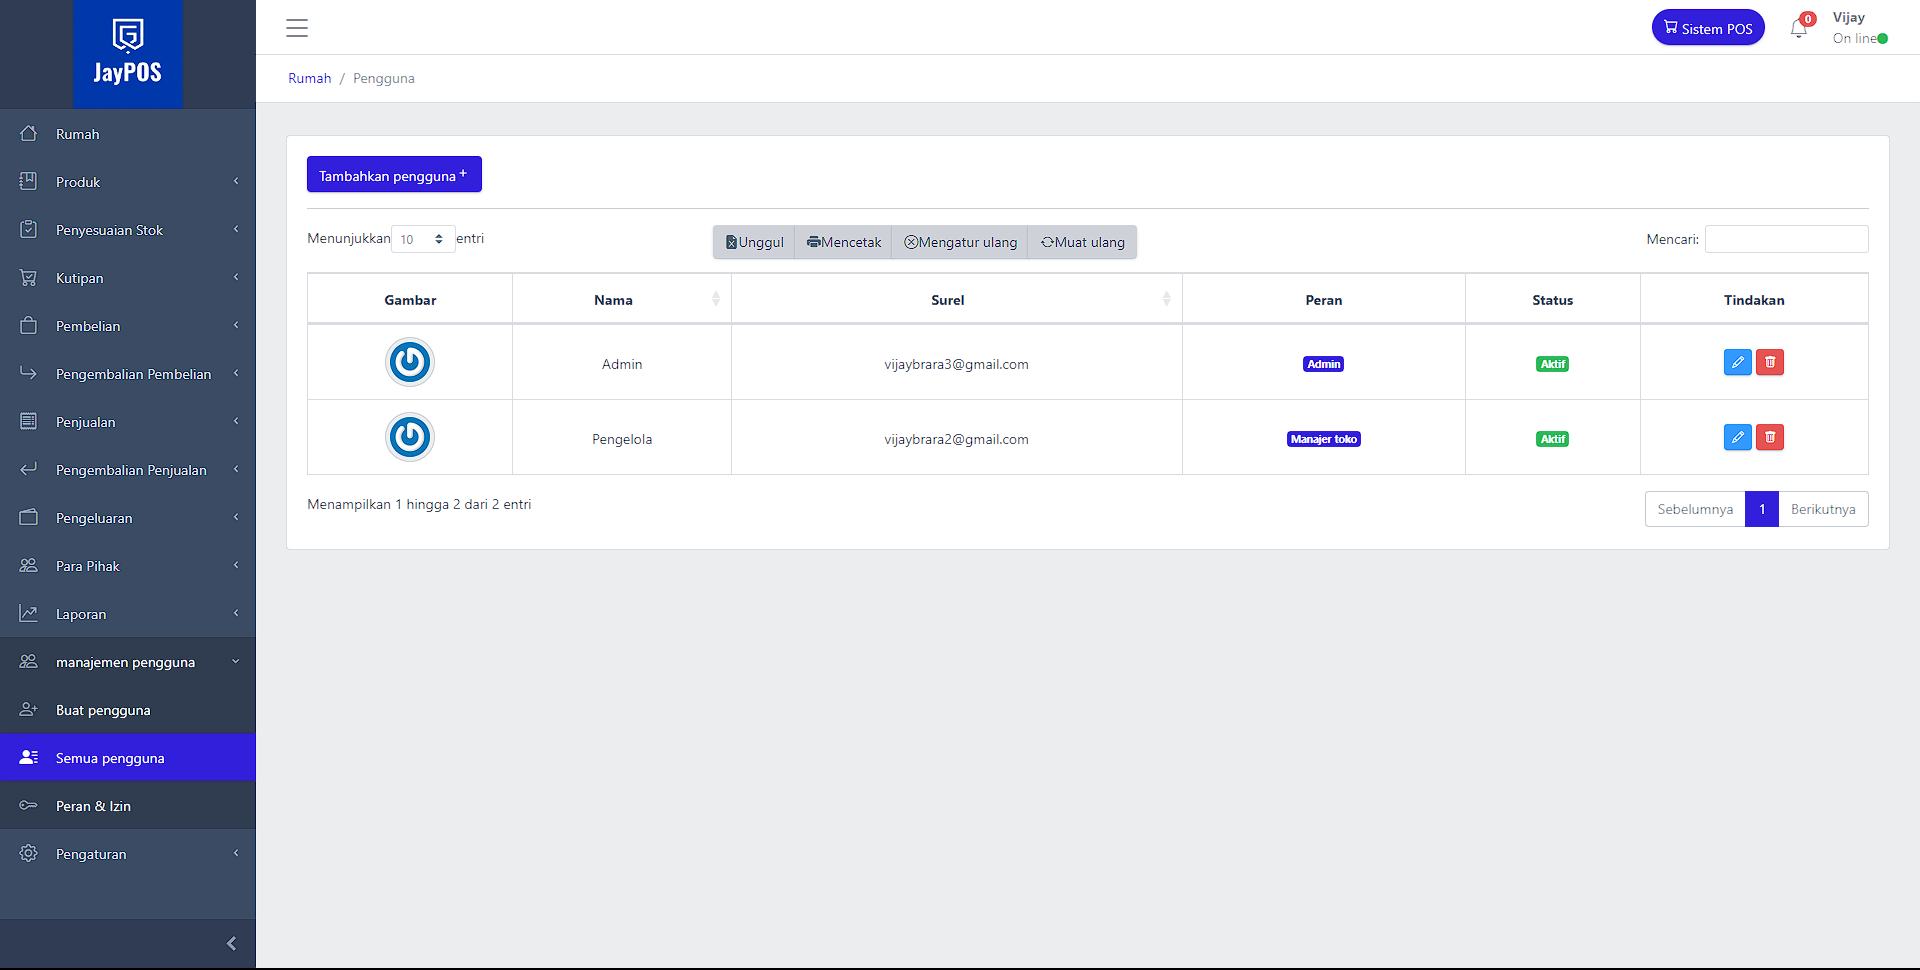 JayPOS
Sistem POS
0
Vijay
On line
Rumah / Pengguna
Rumah
Produk
Penyesuaian Stok
Kutipan
Pembelian
Pengembalian Pembelian
Penjualan
Pengembalian Penjualan
Pengeluaran
Para Pihak
Laporan
manajemen pengguna
Buat pengguna
Semua pengguna
Peran & Izin
Pengaturan
Tambahkan pengguna +
Menunjukkan 10 entri
Unggul Mencetak Mengatur ulang Muat ulang
Mencari:
Gambar Nama Surel Peran Status Tindakan
Admin vijaybrara3@gmail.com Admin Aktif
Pengelola vijaybrara2@gmail.com Manajer toko Aktif
Menampilkan 1 hingga 2 dari 2 entri
Sebelumnya 1 Berikutnya